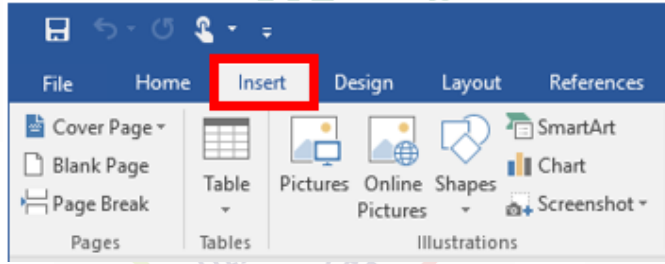 File Home Insert Design Layout References
Cover Page
Blank Page
Page Break
Pages
Table
Tables
Pictures
Online
Pictures
Shapes
SmartArt
Chart
Screenshot
Illustrations